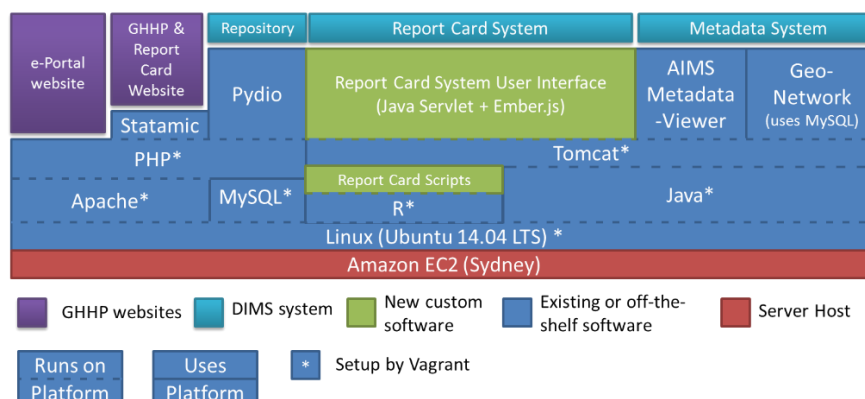 Repository
Report Card System
Metadata System
e-Portal
website
GHHP &
Report
Card
Website
Pydio
Report Card System User Interface
(Java Servlet + Ember.js)
AIMS
Metadata
-Viewer
Geo-
Network
(uses MySQL)
Statamic
PHP*
Tomcat*
Report Card Scripts
Apache*
MySQL*
R*
Java*
Linux (Ubuntu 14.04 LTS) *
Amazon EC2 (Sydney)
GHHP websites
DIMS system
New custom
software
Existing or off-the-
shelf software
Server Host
Runs on
Platform
Uses
Platform
*
Setup by Vagrant